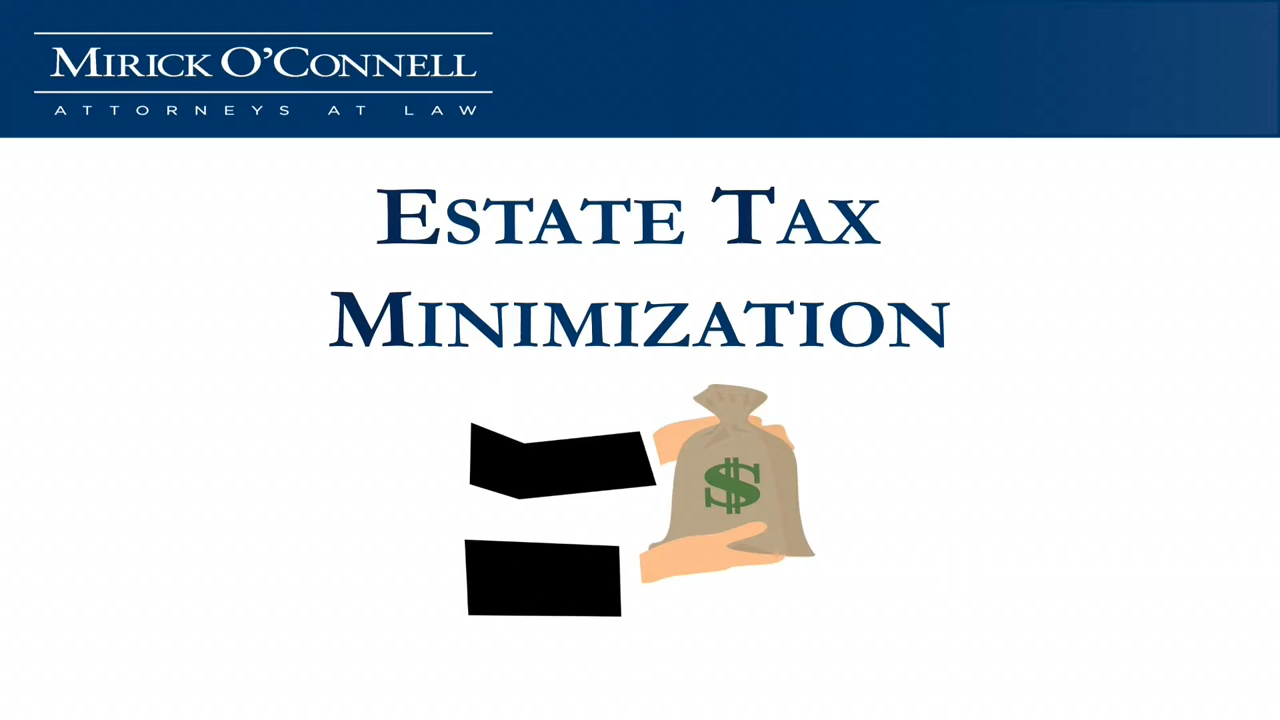 MIRICK O'CONNELL
ATTORNEYS AT LAW
ESTATE TAX
MINIMIZATION
$